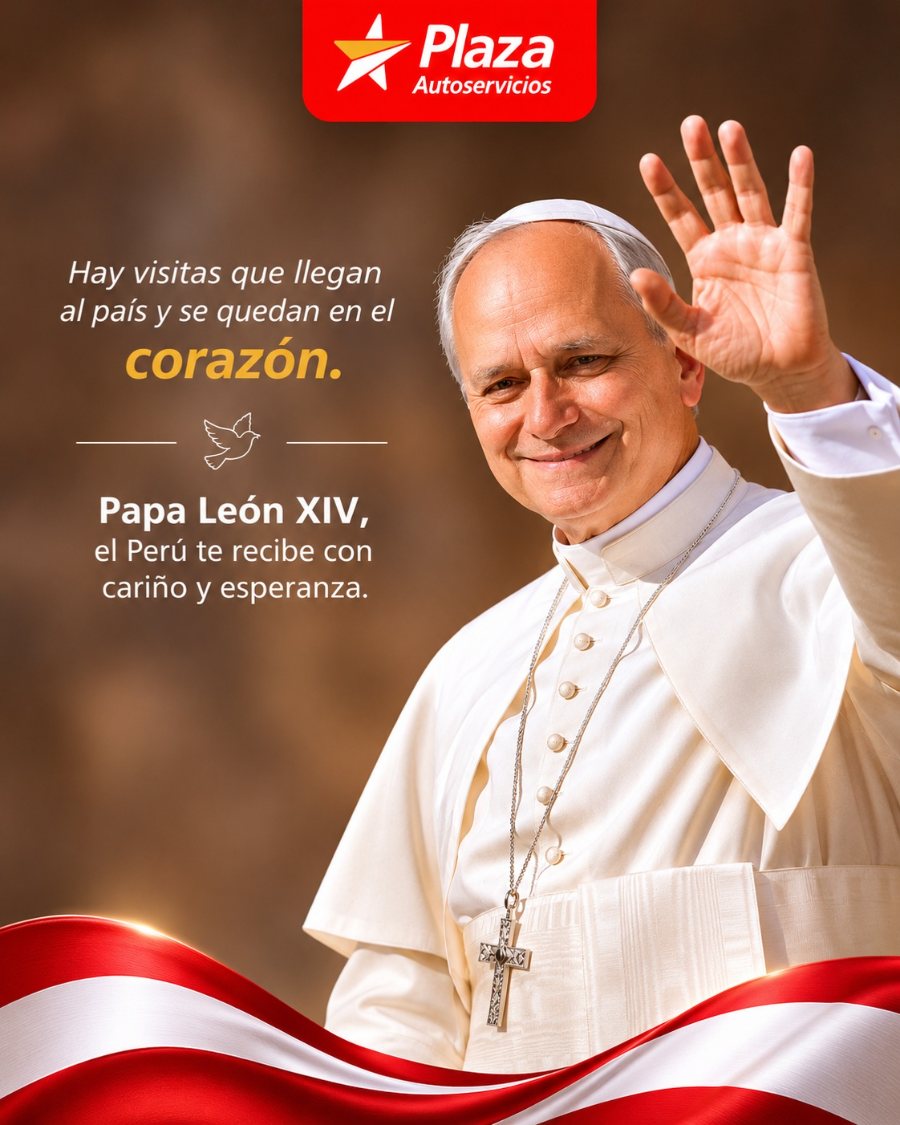 Plaza
Autoservicios
Hay visitas que llegan
al país y se quedan en el
corazón.
Papa León XIV,
el Perú te recibe con
cariño y esperanza.